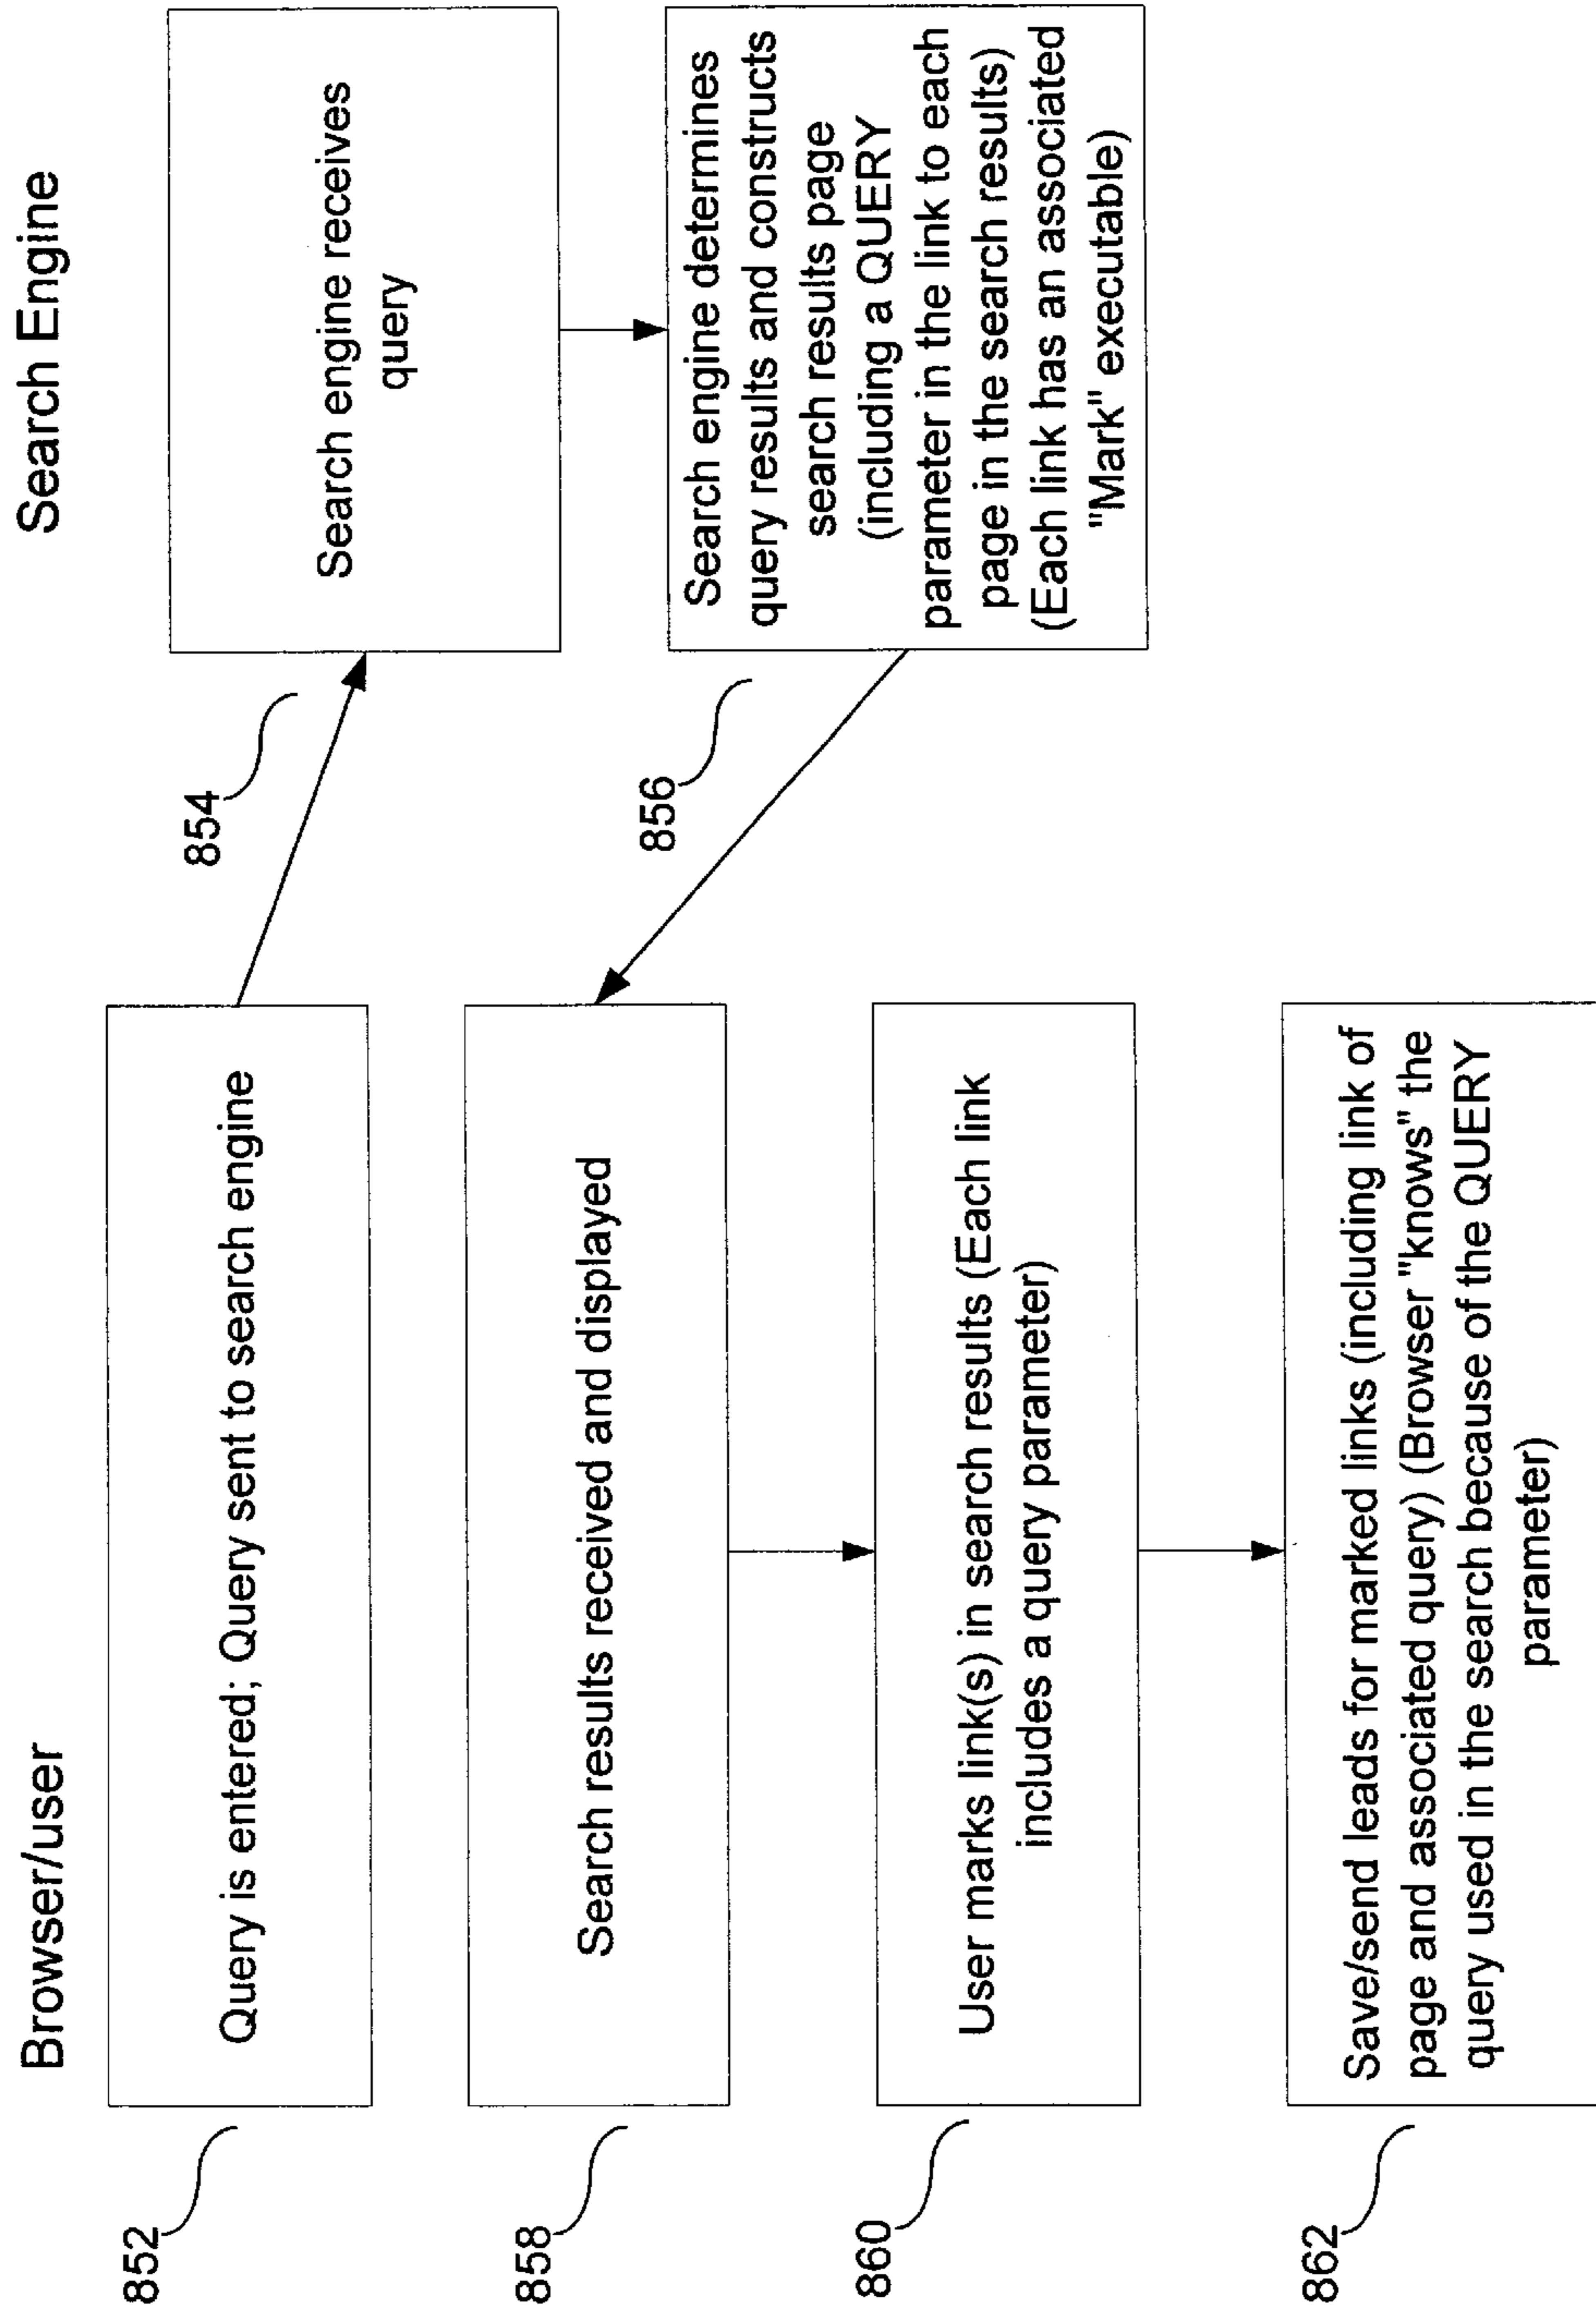 Browser/user
Search Engine
852
Query is entered; Query sent to search engine
854
Search engine receives
query
856
Search engine determines
query results and constructs
search results page
(including a QUERY
parameter in the link to each
page in the search results)
(Each link has an associated
"Mark" executable)
858
Search results received and displayed
860
User marks link(s) in search results (Each link
includes a query parameter)
862
Save/send leads for marked links (including link of
page and associated query) (Browser "knows" the
query used in the search because of the QUERY
parameter)